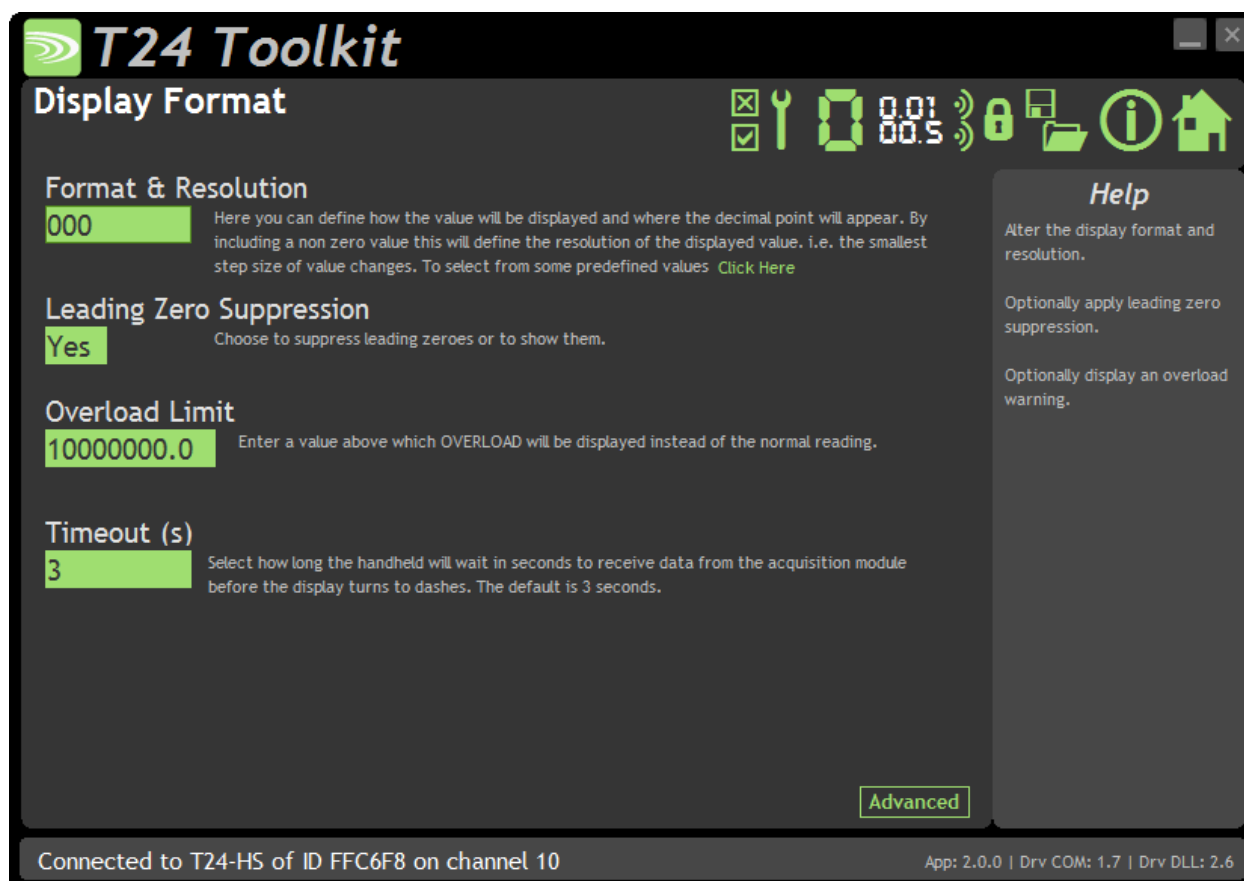 T24 Toolkit
Display Format
0.01
00.5
Format & Resolution
000
Here you can define how the value will be displayed and where the decimal point will appear. By
including a non zero value this will define the resolution of the displayed value. i.e. the smallest
step size of value changes. To select from some predefined values Click Here
Leading Zero Suppression
Yes
Choose to suppress leading zeroes or to show them.
Overload Limit
10000000.0
Enter a value above which OVERLOAD will be displayed instead of the normal reading.
Timeout (s)
3
Select how long the handheld will wait in seconds to receive data from the acquisition module
before the display turns to dashes. The default is 3 seconds.
Advanced
Help
Alter the display format and
resolution.
Optionally apply leading zero
suppression.
Optionally display an overload
warning.
Connected to T24-HS of ID FFC6F8 on channel 10
App: 2.0.0 | Drv COM: 1.7 | Drv DLL: 2.6